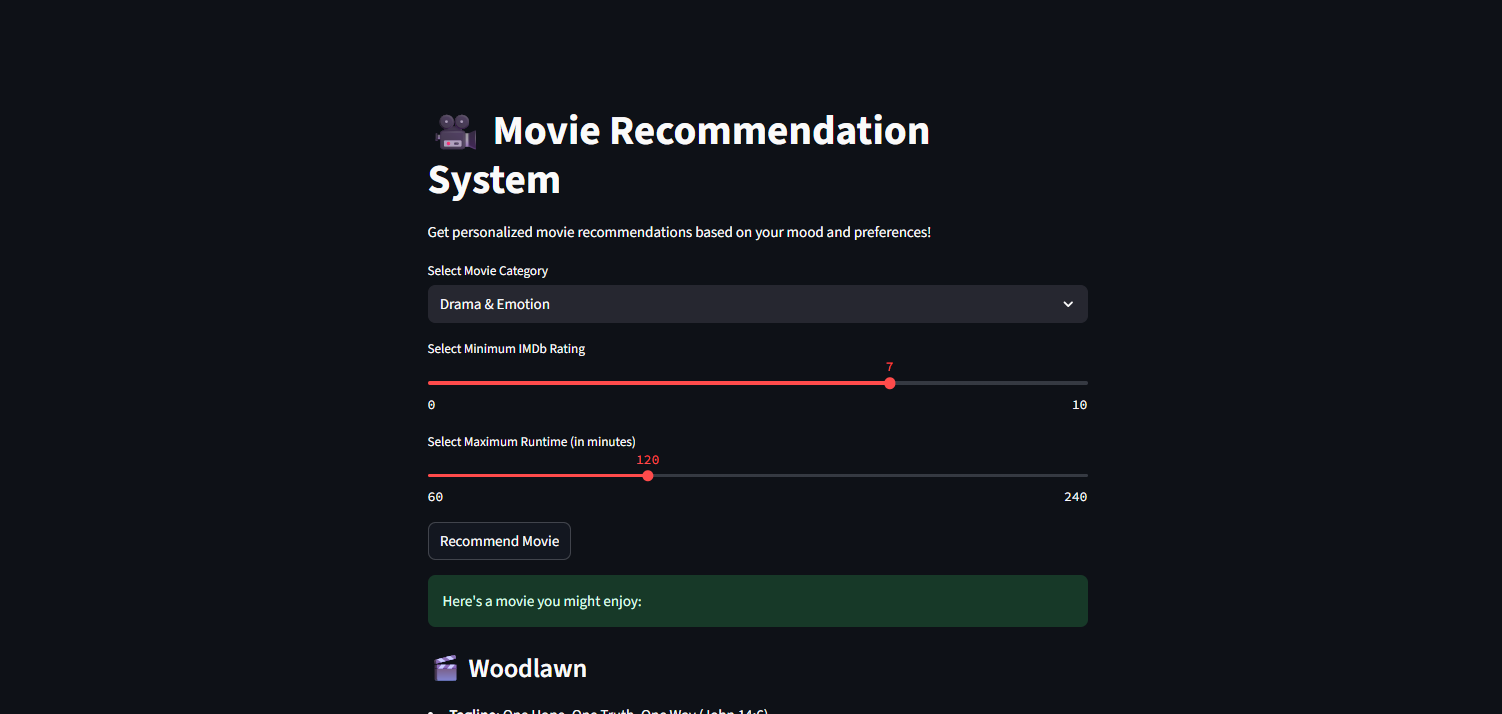 Movie Recommendation
System
Get personalized movie recommendations based on your mood and preferences!
Select Movie Category
Drama & Emotion
Select Minimum IMDb Rating
7
0 10
Select Maximum Runtime (in minutes)
120
60 240
Recommend Movie
Here's a movie you might enjoy:
Woodlawn
Tagline: One Hope. One Truth. One Way (John 14:6)